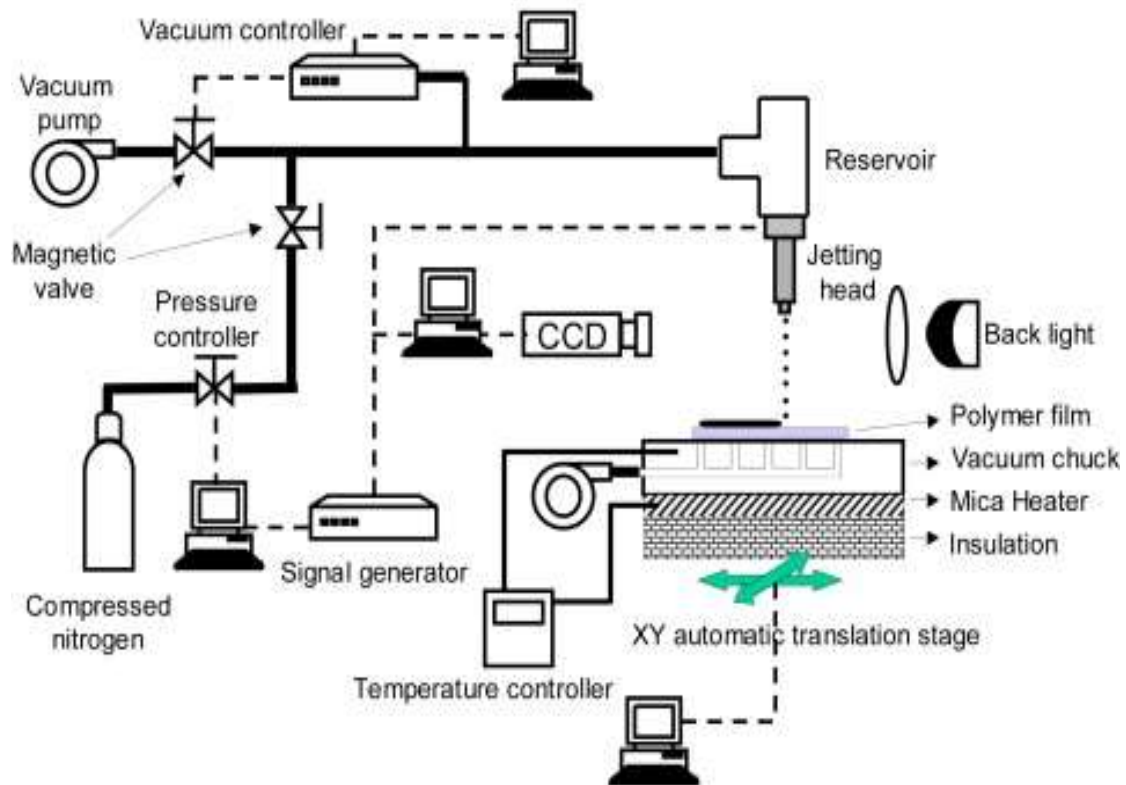 Vacuum controller
Vacuum
pump
Reservoir
Magnetic
valve
Jetting
head
Pressure
controller
CCD
Back light
Polymer film
Vacuum chuck
Mica Heater
Insulation
Signal generator
Compressed
nitrogen
XY automatic translation stage
Temperature controller